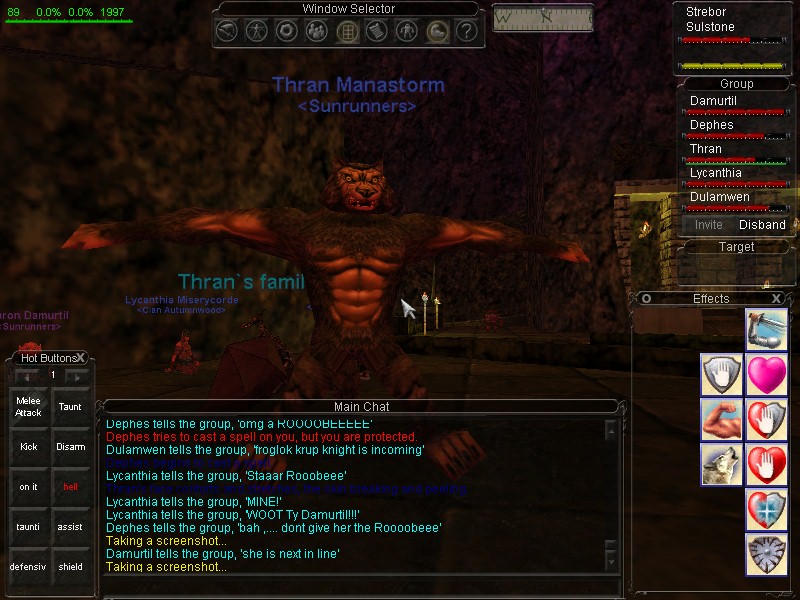 89 0.0% 0.0% 1997
Window Selector
W N E
Strebor
Sulstone
Group
Damurtil
Dephes
Thran
Lycanthia
Dulamwen
Invite Disband
Target
Effects
Thran Manastorm
<Sunrunners>
Thran`s famil
Lycanthia Miserycorde
<Clan Autumnwood>
ron Damurtil
Sunrunners>
Hot Buttons
1
Melee Attack
Taunt
Kick
Disarm
on it
hell
taunti
assist
defensiv
shield
Main Chat
Dephes tells the group, 'omg a ROOOOBEEEEE'
Dephes tries to cast a spell on you, but you are protected.
Dulamwen tells the group, 'froglok krup knight is incoming'
Lycanthia tells the group, 'Staaar Rooobeee'
Lycanthia tells the group, 'MINE!'
Lycanthia tells the group, 'WOOT Ty Damurtil!!!'
Dephes tells the group, 'bah ,.... dont give her the Roooobeee'
Taking a screenshot...
Damurtil tells the group, 'she is next in line'
Taking a screenshot...